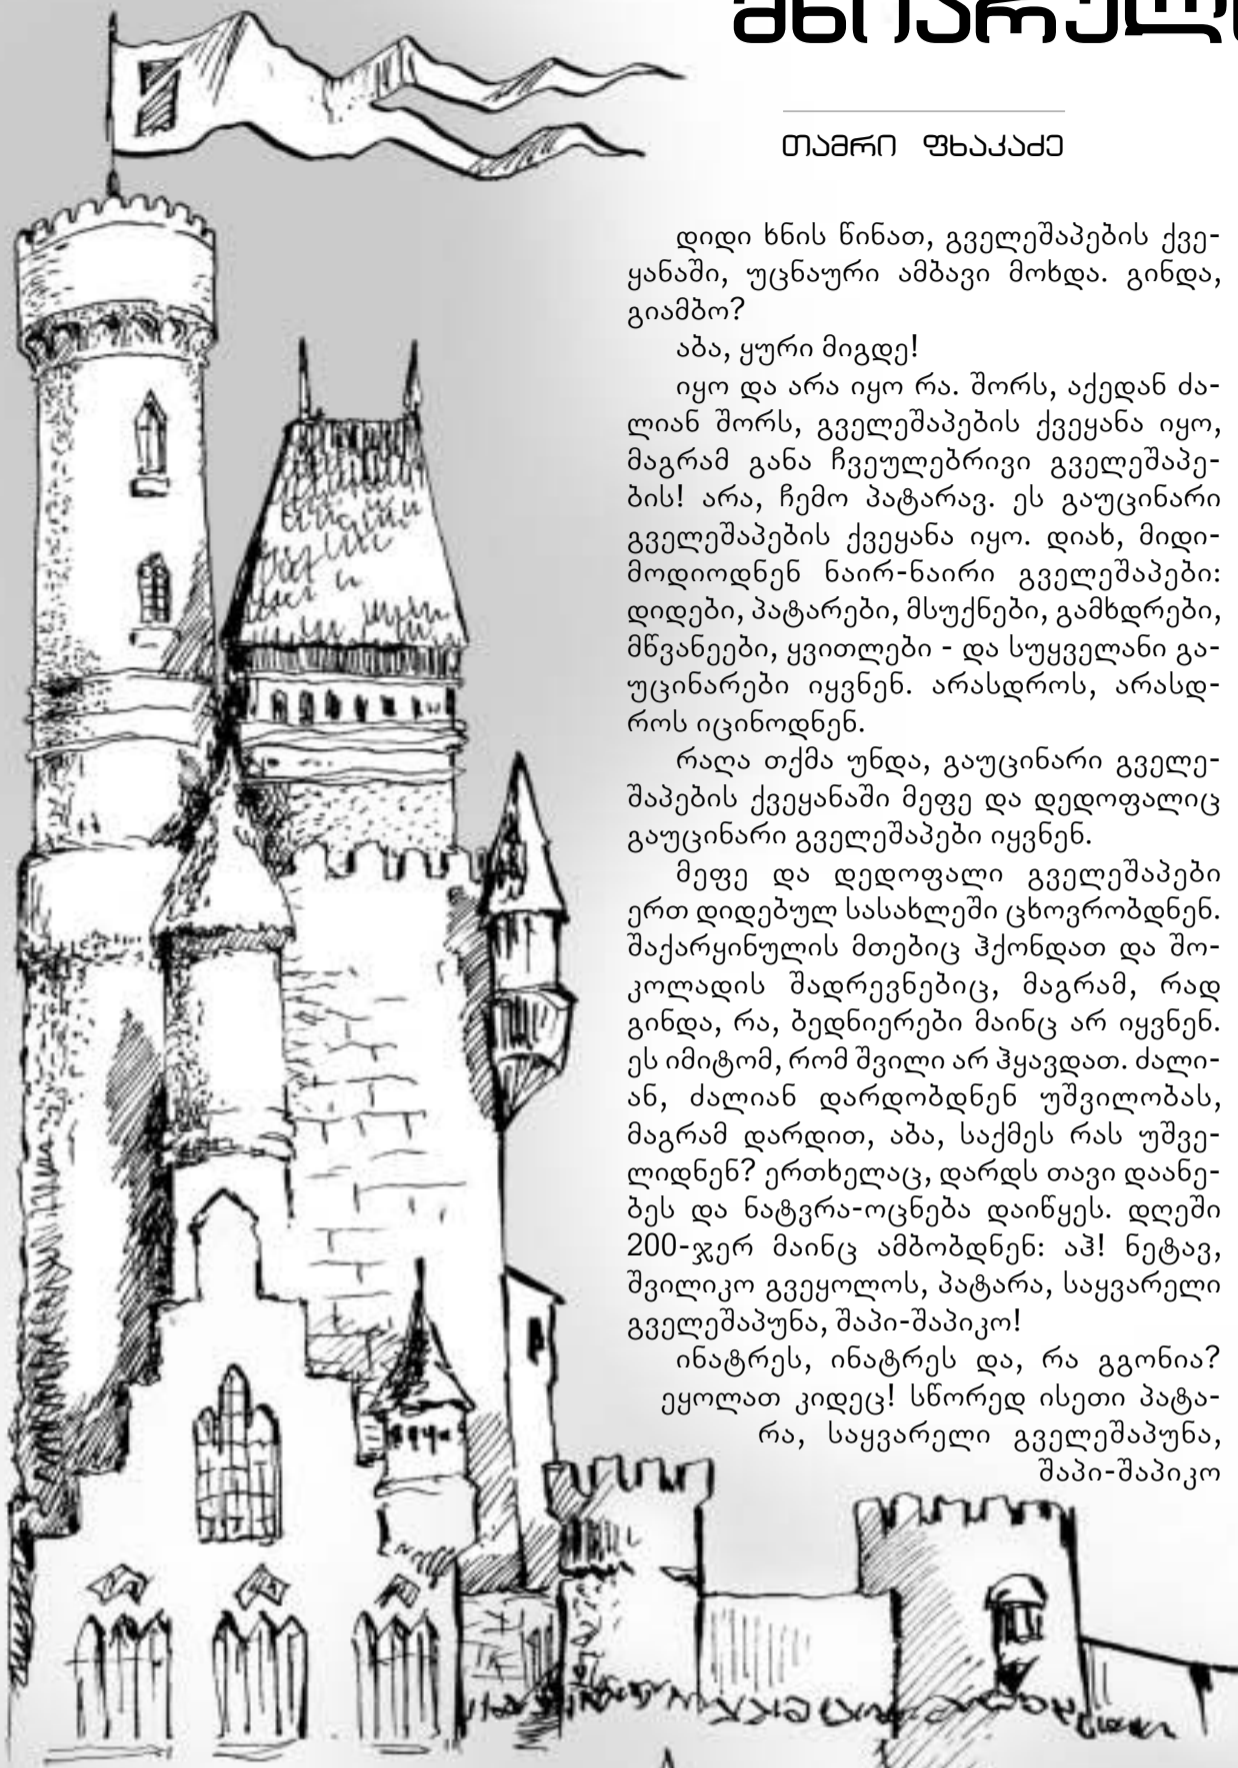 თამრი ფხაკაძე
დიდი ხნის წინათ, გველეშაპების ქვე-
ყანაში, უცნაური ამბავი მოხდა. გინდა,
გიამბო?
აბა, ყური მიგდე!
იყო და არა იყო რა. შორს, აქედან ძა-
ლიან შორს, გველეშაპების ქვეყანა იყო,
მაგრამ განა ჩვეულებრივი გველეშაპე-
ბის! არა, ჩემო პატარავ. ეს გაუცინარი
გველეშაპების ქვეყანა იყო. დიახ, მიდი-
მოდიოდნენ ნაირ-ნაირი გველეშაპები:
დიდები, პატარები, მსუქნები, გამხდრები,
მწვანეები, ყვითლები - და სუყველანი გა-
უცინარები იყვნენ. არასდროს, არასდ-
როს იცინოდნენ.
რაღა თქმა უნდა, გაუცინარი გველე-
შაპების ქვეყანაში მეფე და დედოფალიც
გაუცინარი გველეშაპები იყვნენ.
მეფე და დედოფალი გველეშაპები
ერთ დიდებულ სასახლეში ცხოვრობდნენ.
შაქარყინულის მთებიც ჰქონდათ და შო-
კოლადის შადრევნებიც, მაგრამ, რად
გინდა, რა, ბედნიერები მაინც არ იყვნენ.
ეს იმიტომ, რომ შვილი არ ჰყავდათ. ძალი-
ან, ძალიან დარდობდნენ უშვილობას,
მაგრამ დარდით, აბა, საქმეს რას უშვე-
ლიდნენ? ერთხელაც, დარდს თავი დაანე-
ბეს და ნატვრა-ოცნება დაიწყეს. დღეში
200-ჯერ მაინც ამბობდნენ: აჰ! ნეტავ,
შვილიკო გვეყოლოს, პატარა, საყვარელი
გველეშაპუნა, შაპი-შაპიკო!
ინატრეს, ინატრეს და, რა გგონია?
ეყოლათ კიდეც! სწორედ ისეთი პატა-
რა, საყვარელი გველეშაპუნა,
შაპი-შაპიკო